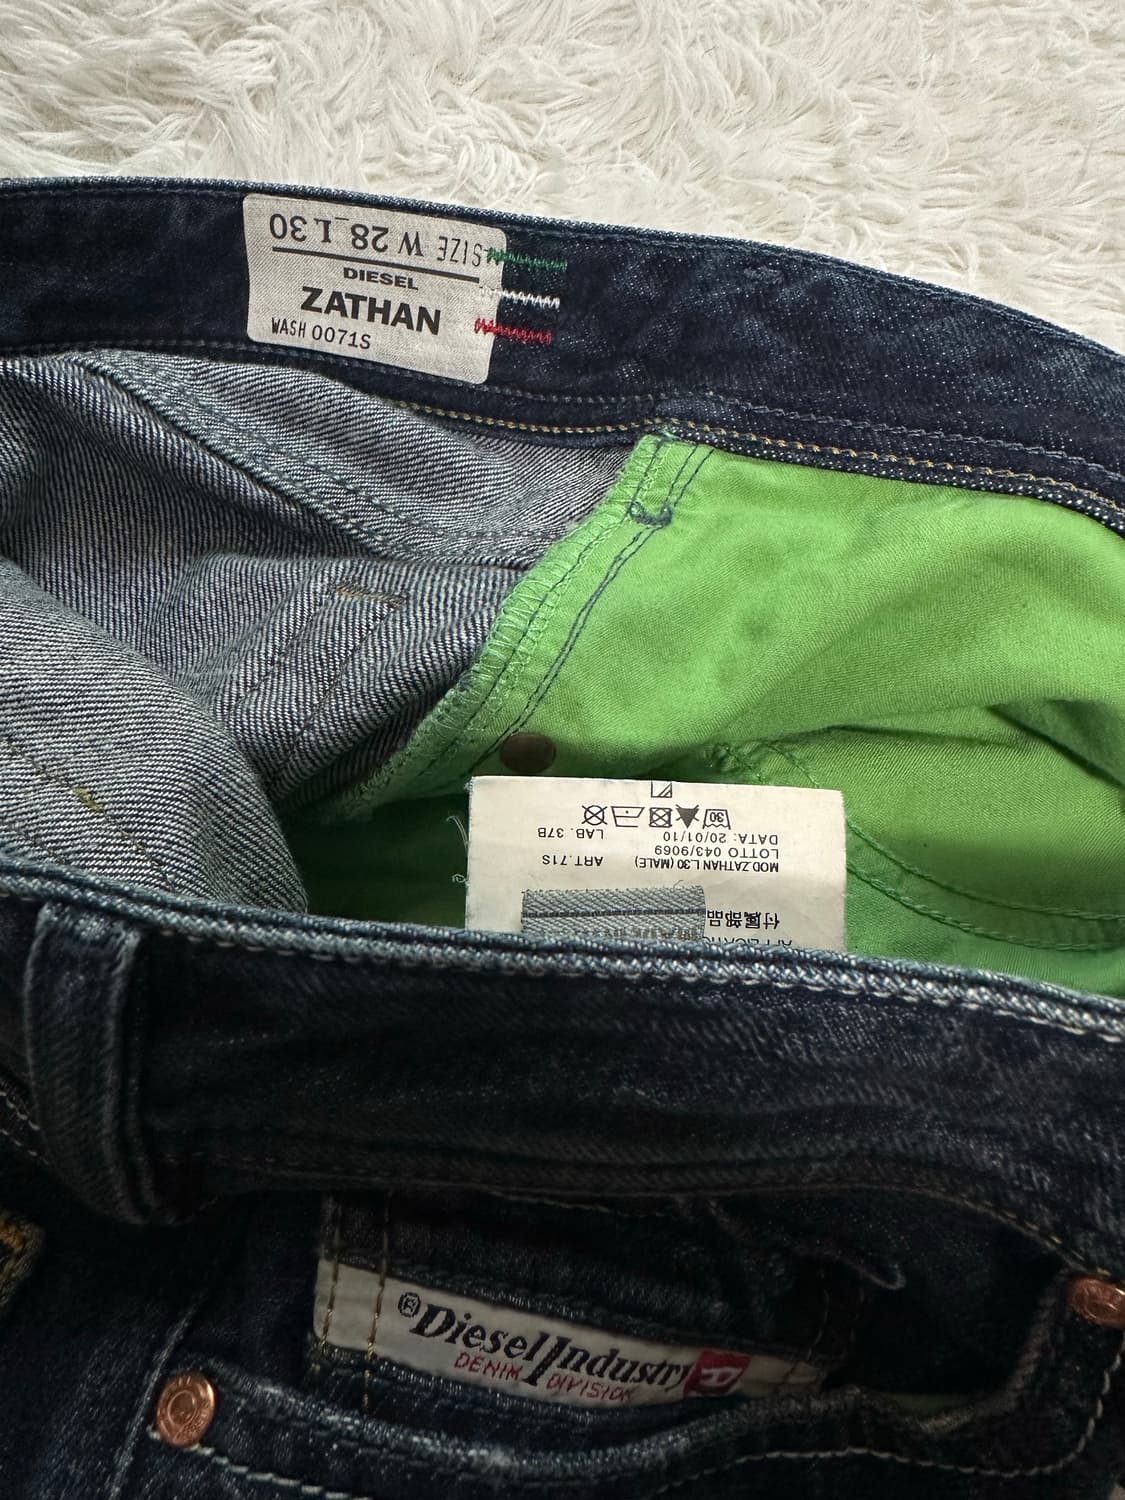 SIZE W 28 L 30
DIESEL
ZATHAN
WASH 0071S
30
DATA: 20/01/10 LAB. 37B
LOTTO 043/9069
MOD.ZATHAN L.30 (MALE) ART.71S
付属部品
®Diesel Industry D
DENIM DIVISION